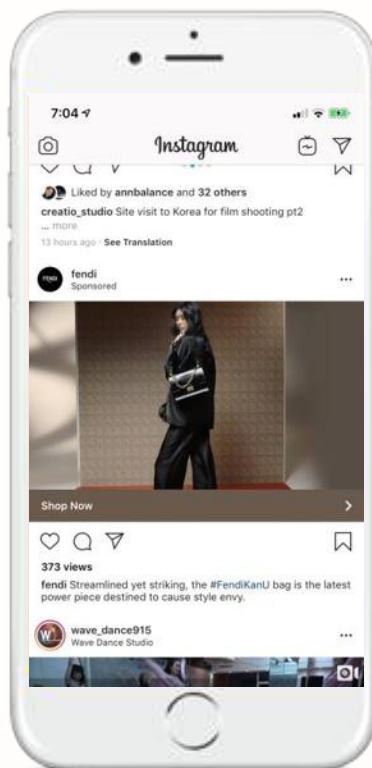 7:04
Instagram
Liked by annbalance and 32 others
creatio_studio Site visit to Korea for film shooting pt2
... more
13 hours ago · See Translation
FENDI
fendi
Sponsored
Shop Now
373 views
fendi Streamlined yet striking, the #FendiKanU bag is the latest
power piece destined to cause style envy.
W
wave_dance915
Wave Dance Studio